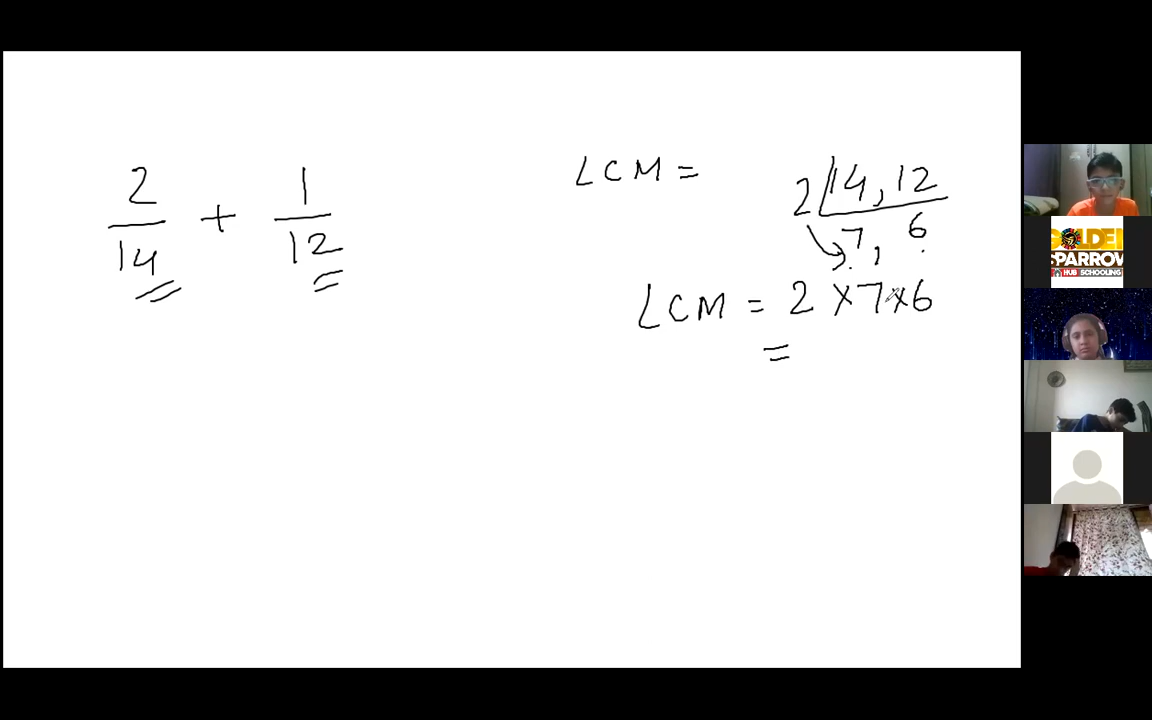 2/14 + 1/12
LCM =
2 | 14, 12
7, 6
LCM = 2 × 7 × 6
=
GOLDEN
SPARROW
HUB SCHOOLING